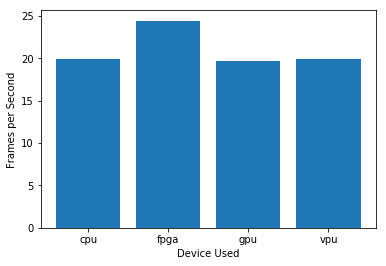 25
20
15
10
5
0
Frames per Second
cpu fpga gpu vpu
Device Used